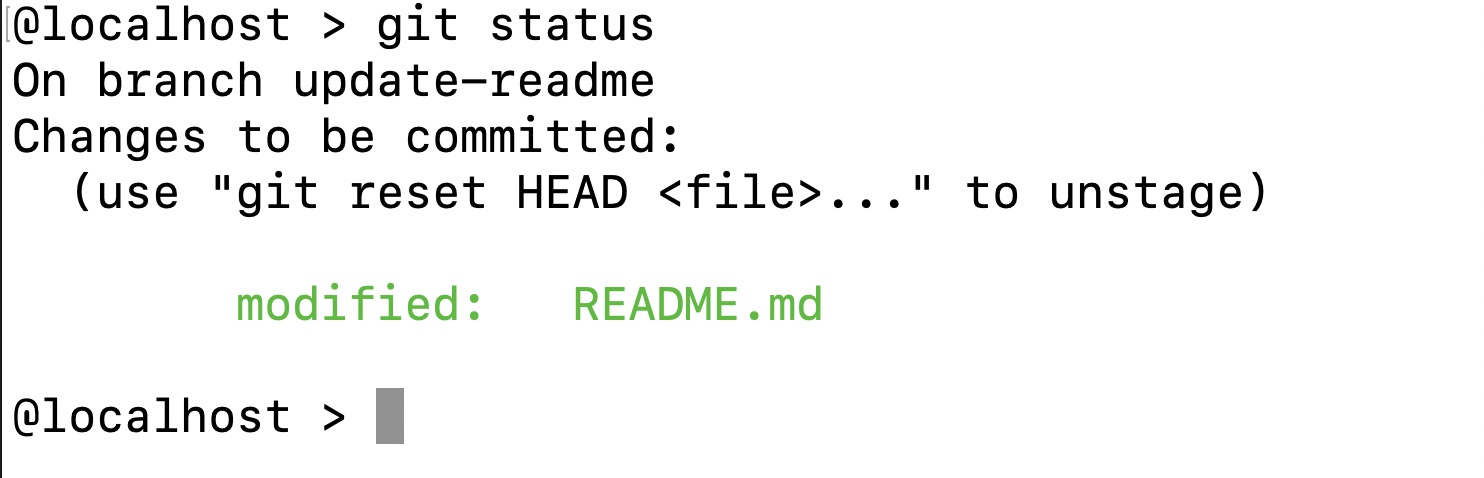 @localhost > git status
On branch update-readme
Changes to be committed:
  (use "git reset HEAD <file>..." to unstage)

        modified:   README.md

@localhost >